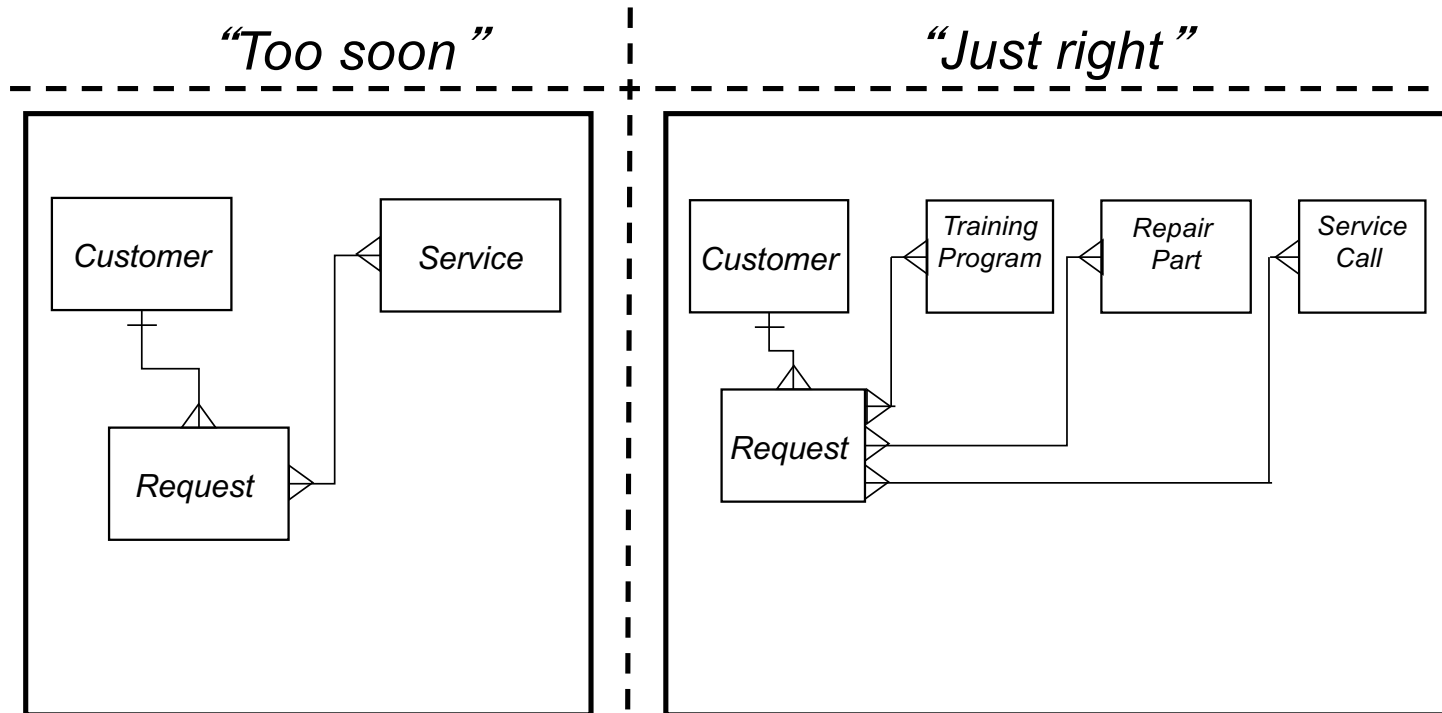 “Too soon”
“Just right”
Customer
Service
Request
Customer
Training
Program
Repair
Part
Service
Call
Request